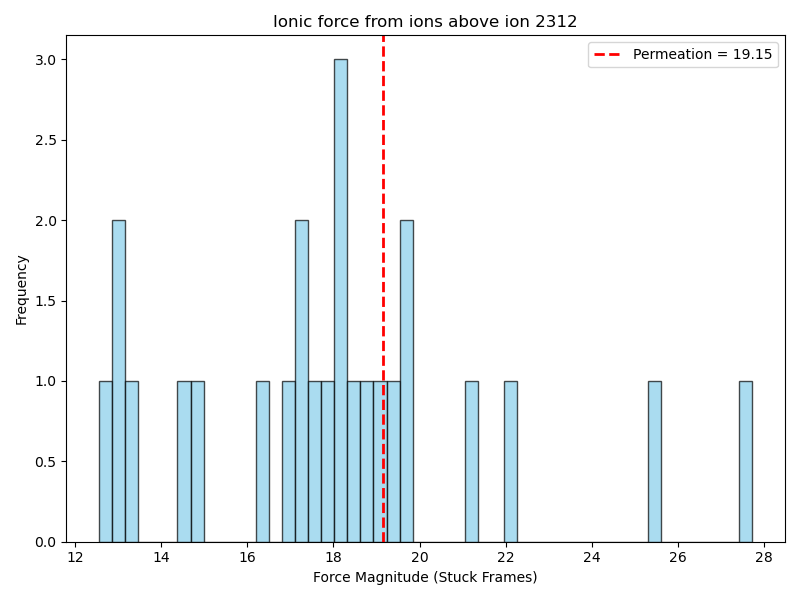 Ionic force from ions above ion 2312
Permeation = 19.15
3.0
2.5
2.0
1.5
1.0
0.5
0.0
Frequency
12 14 16 18 20 22 24 26 28
Force Magnitude (Stuck Frames)